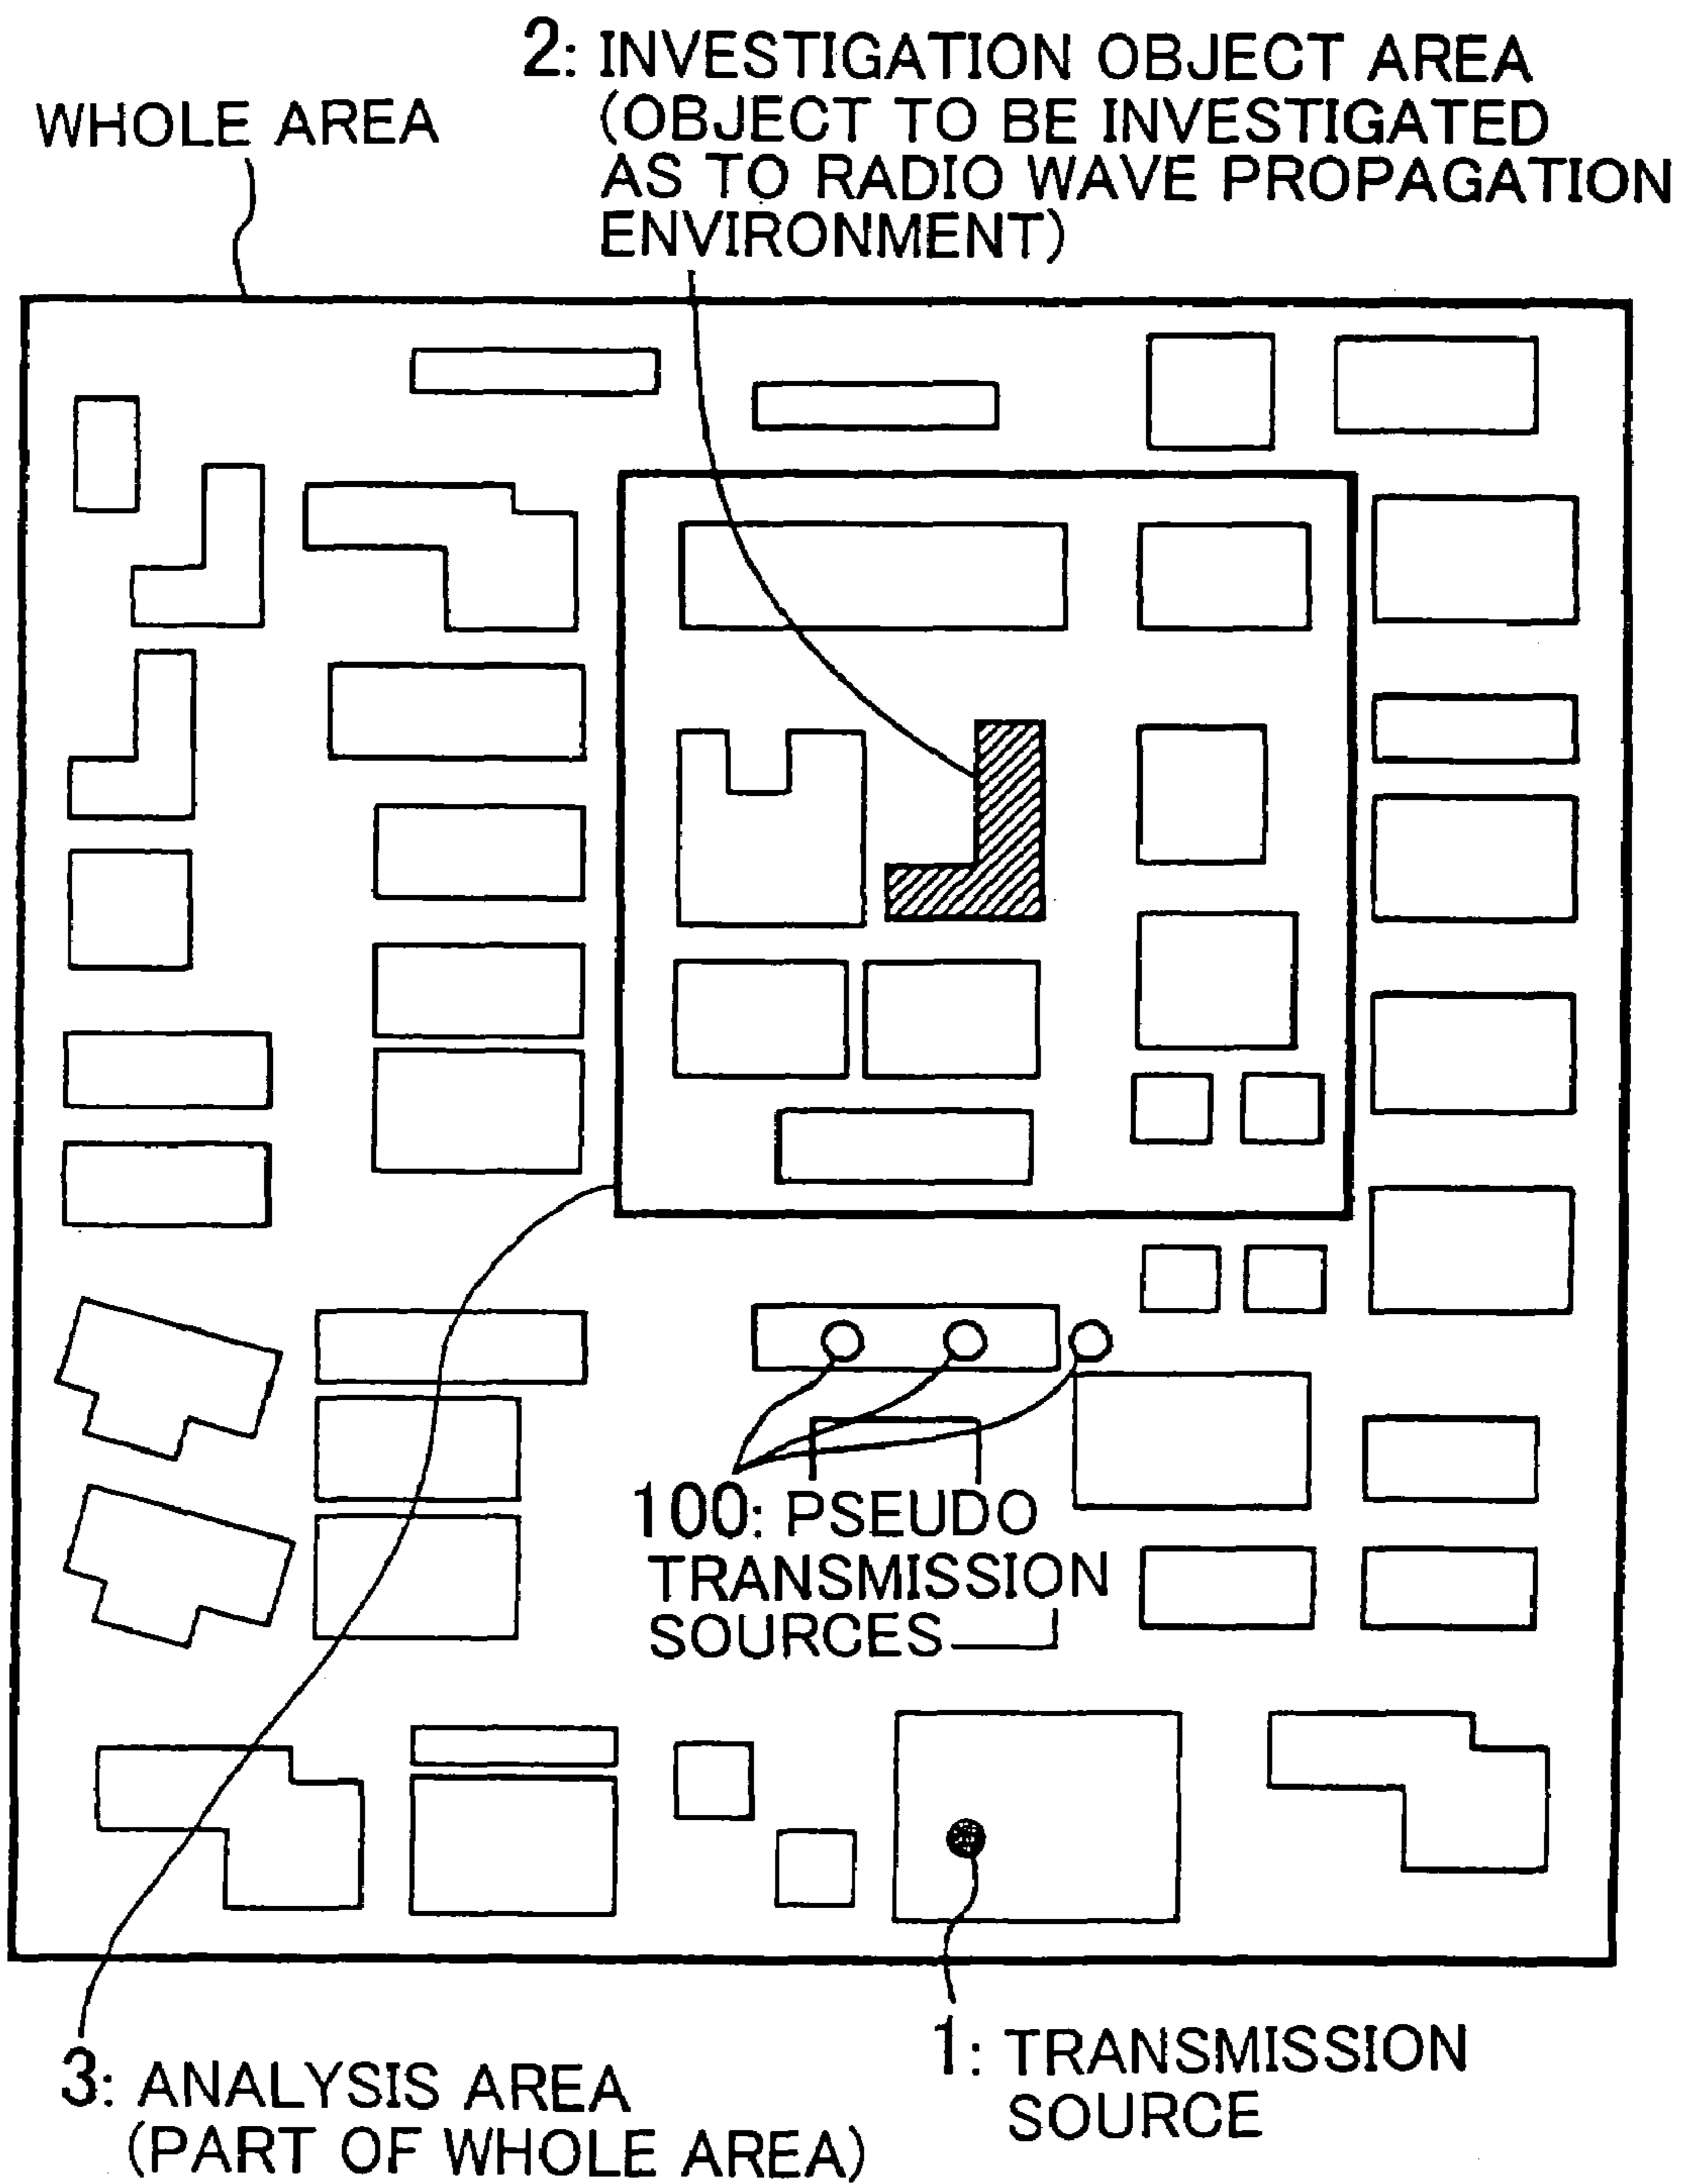 2: INVESTIGATION OBJECT AREA
(OBJECT TO BE INVESTIGATED
AS TO RADIO WAVE PROPAGATION
ENVIRONMENT)
WHOLE AREA
100: PSEUDO
TRANSMISSION
SOURCES
1: TRANSMISSION
SOURCE
3: ANALYSIS AREA
(PART OF WHOLE AREA)